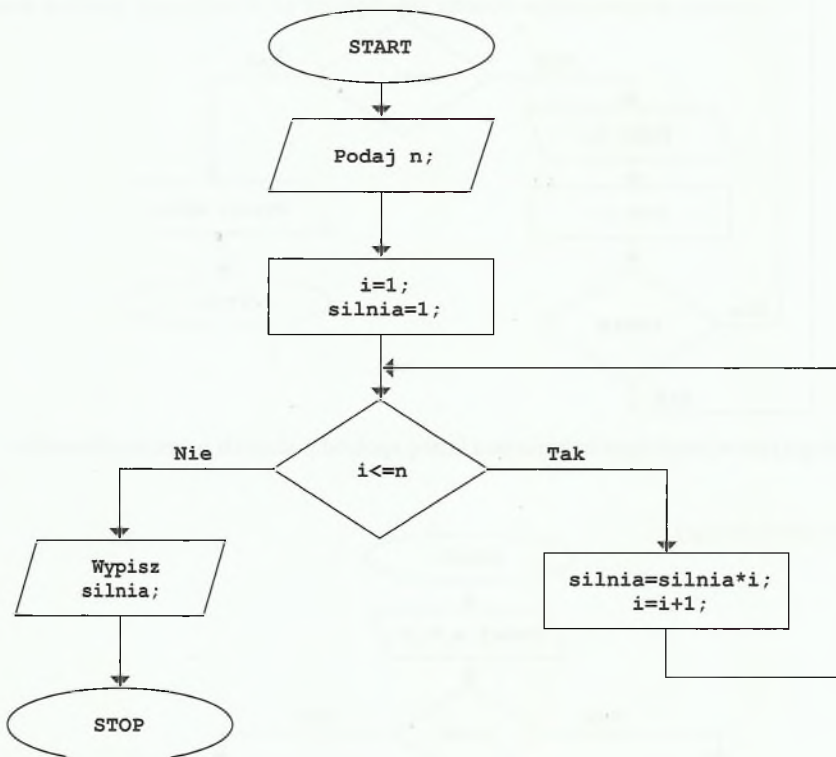 START
Podaj n;
i=1;
silnia=1;
i<=n
Nie
Tak
Wypisz
silnia;
silnia=silnia*i;
i=i+1;
STOP